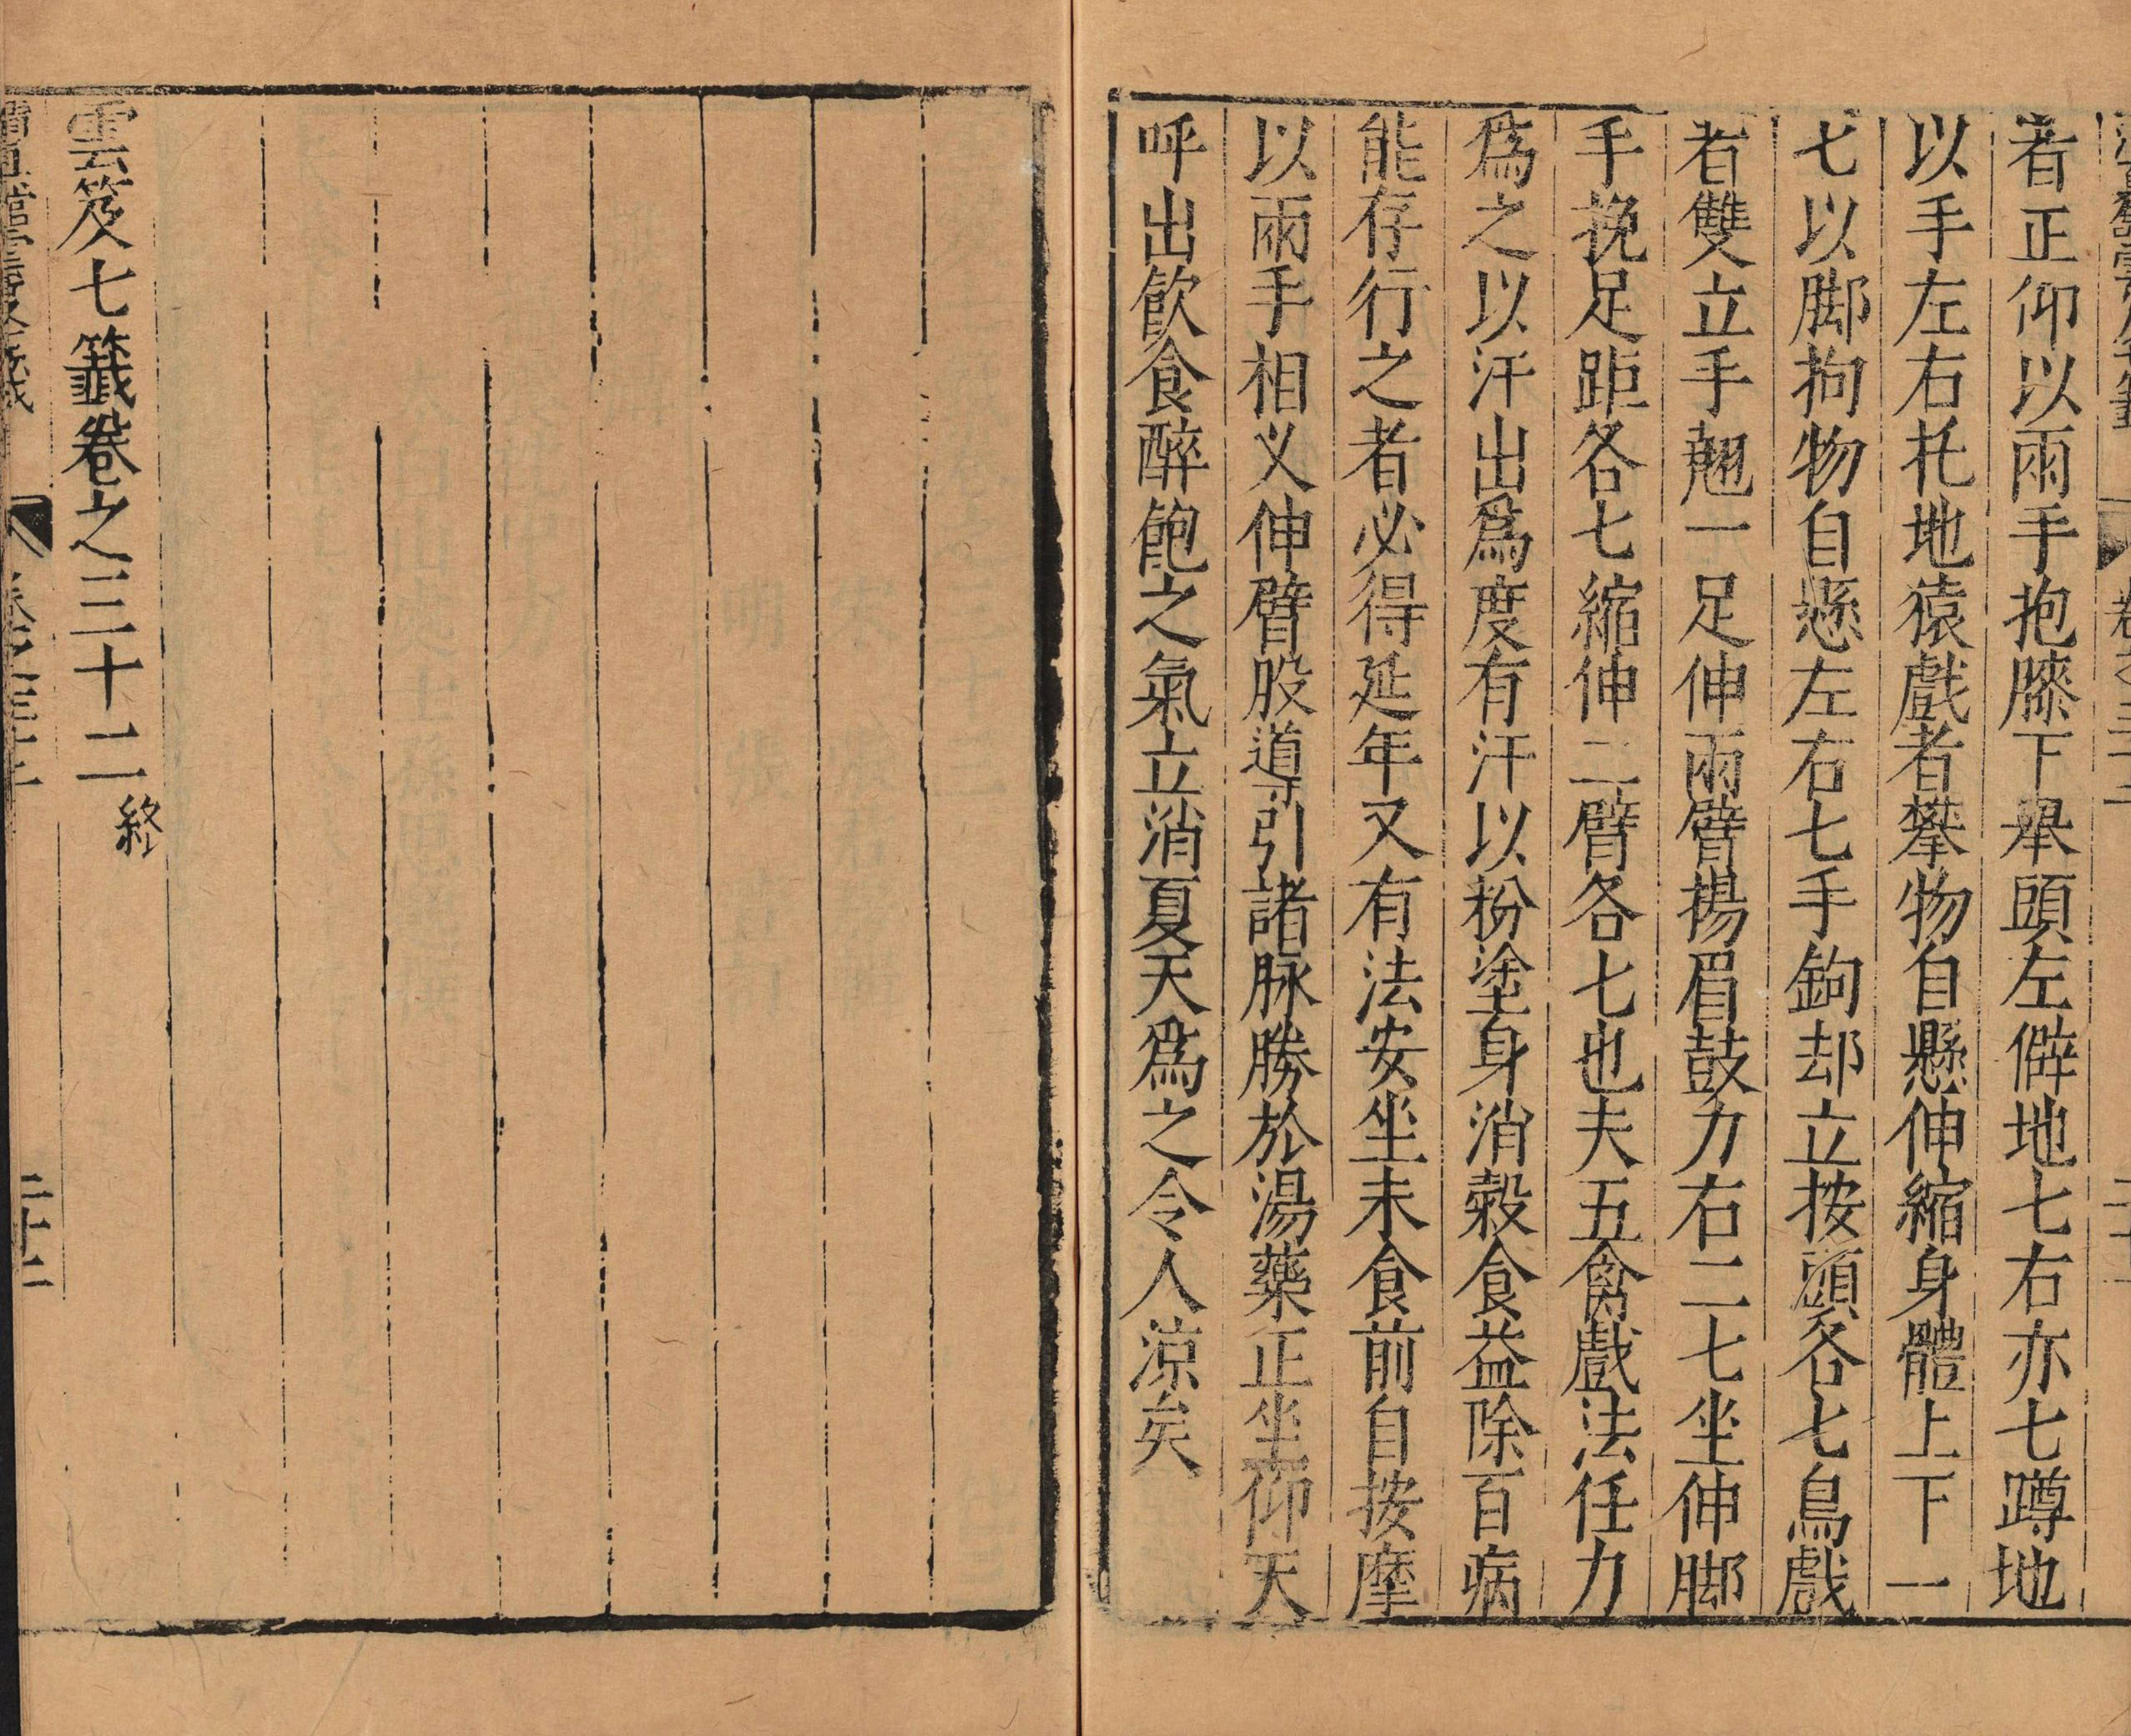 者正仰以兩手抱膝下舉頭左僻地七右亦七蹲地
以手左右托地猿戲者攀物自懸伸縮身體上下一
七以脚拘物自懸左右七手鉤却立按頭各七鳥戲
者雙立手翹一足伸兩臂揚眉鼓力右二七坐伸脚
手挽足距各七縮伸二臂各七也夫五禽戲法任力
爲之以汗出爲度有汗以粉塗身消穀食益除百病
能存行之者必得延年又有法安坐未食前自按摩
以兩手相义伸臂股導引諸脉勝於湯藥正坐仰天
呼出飲食醉飽之氣立消夏天爲之令人涼矣
雲笈七籤卷之三十二終
二十二